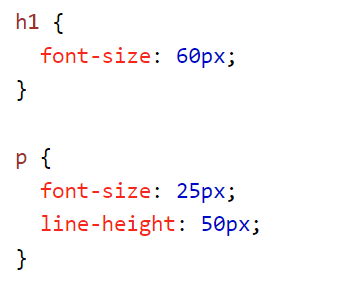 h1 {
  font-size: 60px;
}

p {
  font-size: 25px;
  line-height: 50px;
}